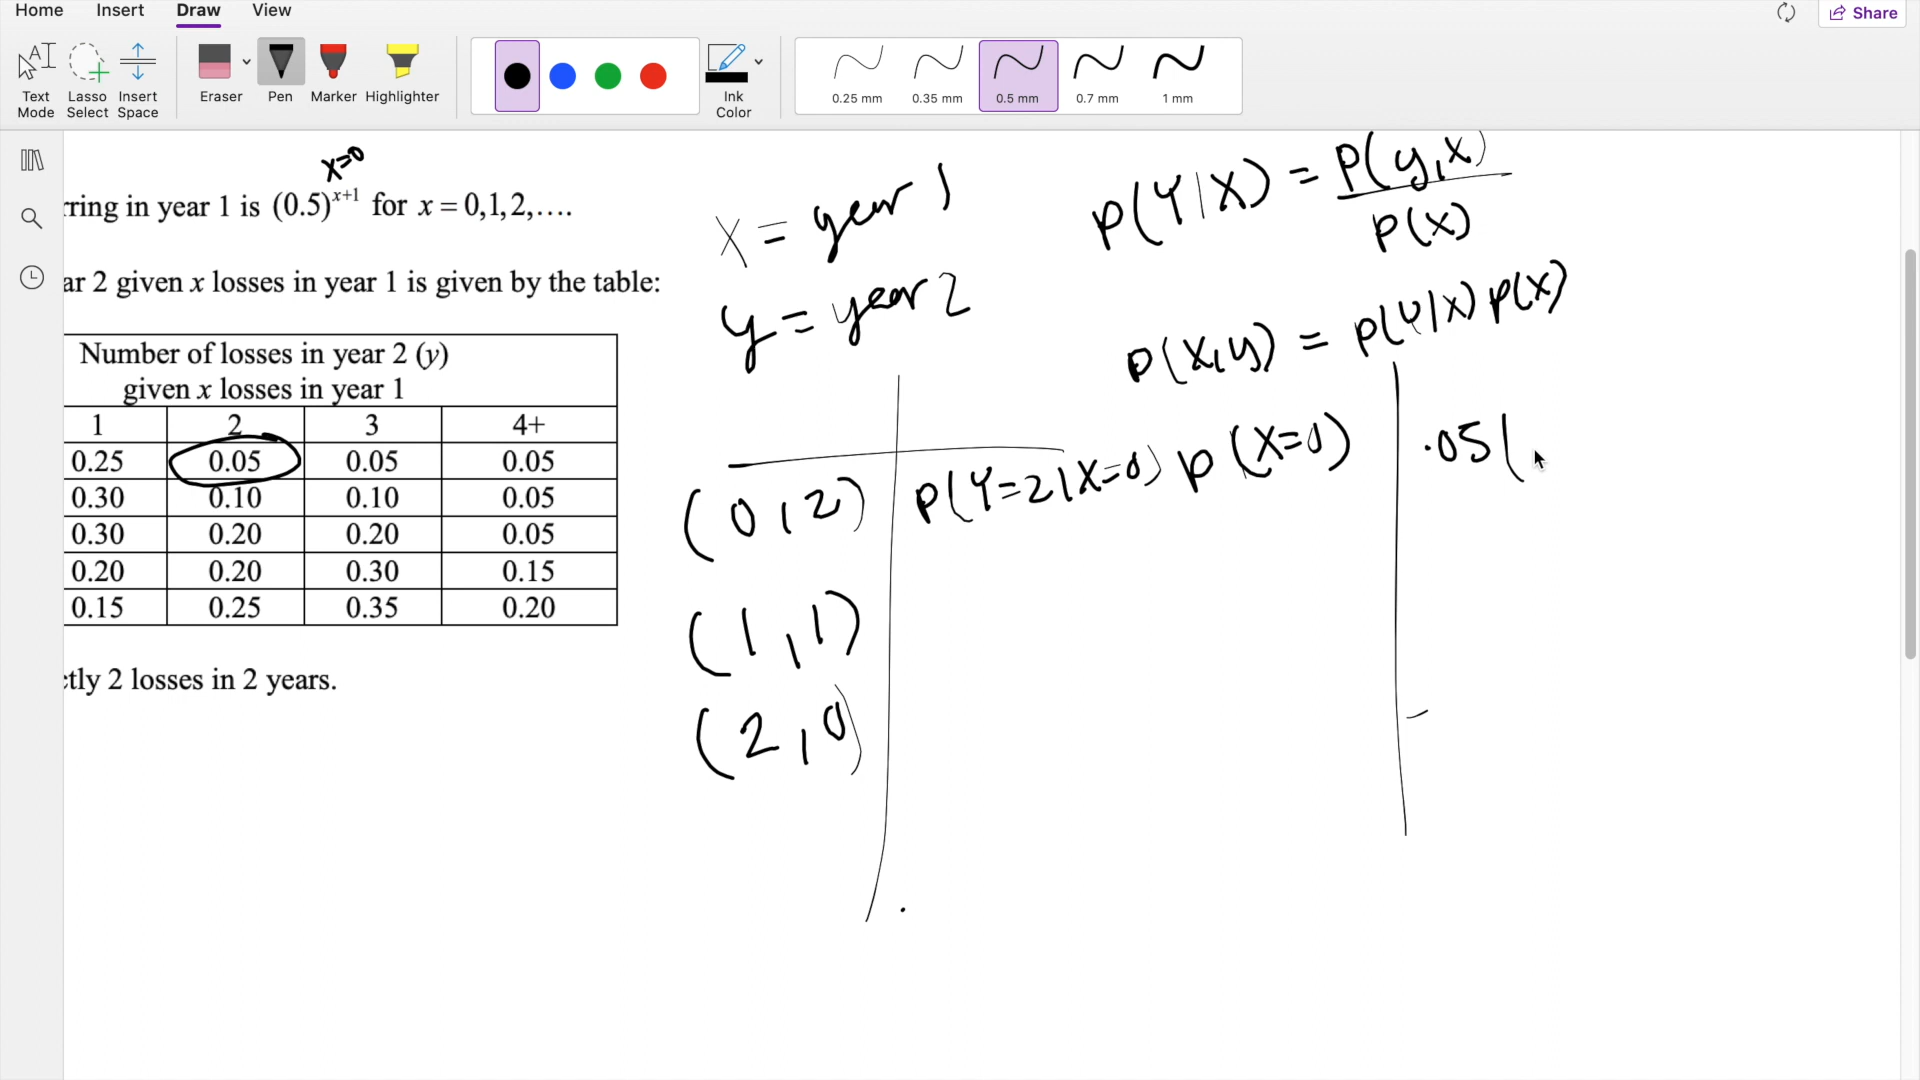 Home Insert Draw View
Share
Text Mode
Lasso Select
Insert Space
Eraser
Pen
Marker
Highlighter
Ink Color
0.25 mm
0.35 mm
0.5 mm
0.7 mm
1 mm
x=0
rring in year 1 is (0.5)^{x+1} for x = 0,1,2,….
ar 2 given x losses in year 1 is given by the table:
Number of losses in year 2 (y)
given x losses in year 1
1 2 3 4+
0.25 0.05 0.05 0.05
0.30 0.10 0.10 0.05
0.30 0.20 0.20 0.05
0.20 0.20 0.30 0.15
0.15 0.25 0.35 0.20
tly 2 losses in 2 years.
X = year 1
y = year 2
P(Y|X) = P(y,x)
P(x)
P(X,y) = P(Y|X) P(X)
(0,2) P(Y=2|X=0) P(X=0) .05(
(1,1)
(2,0)